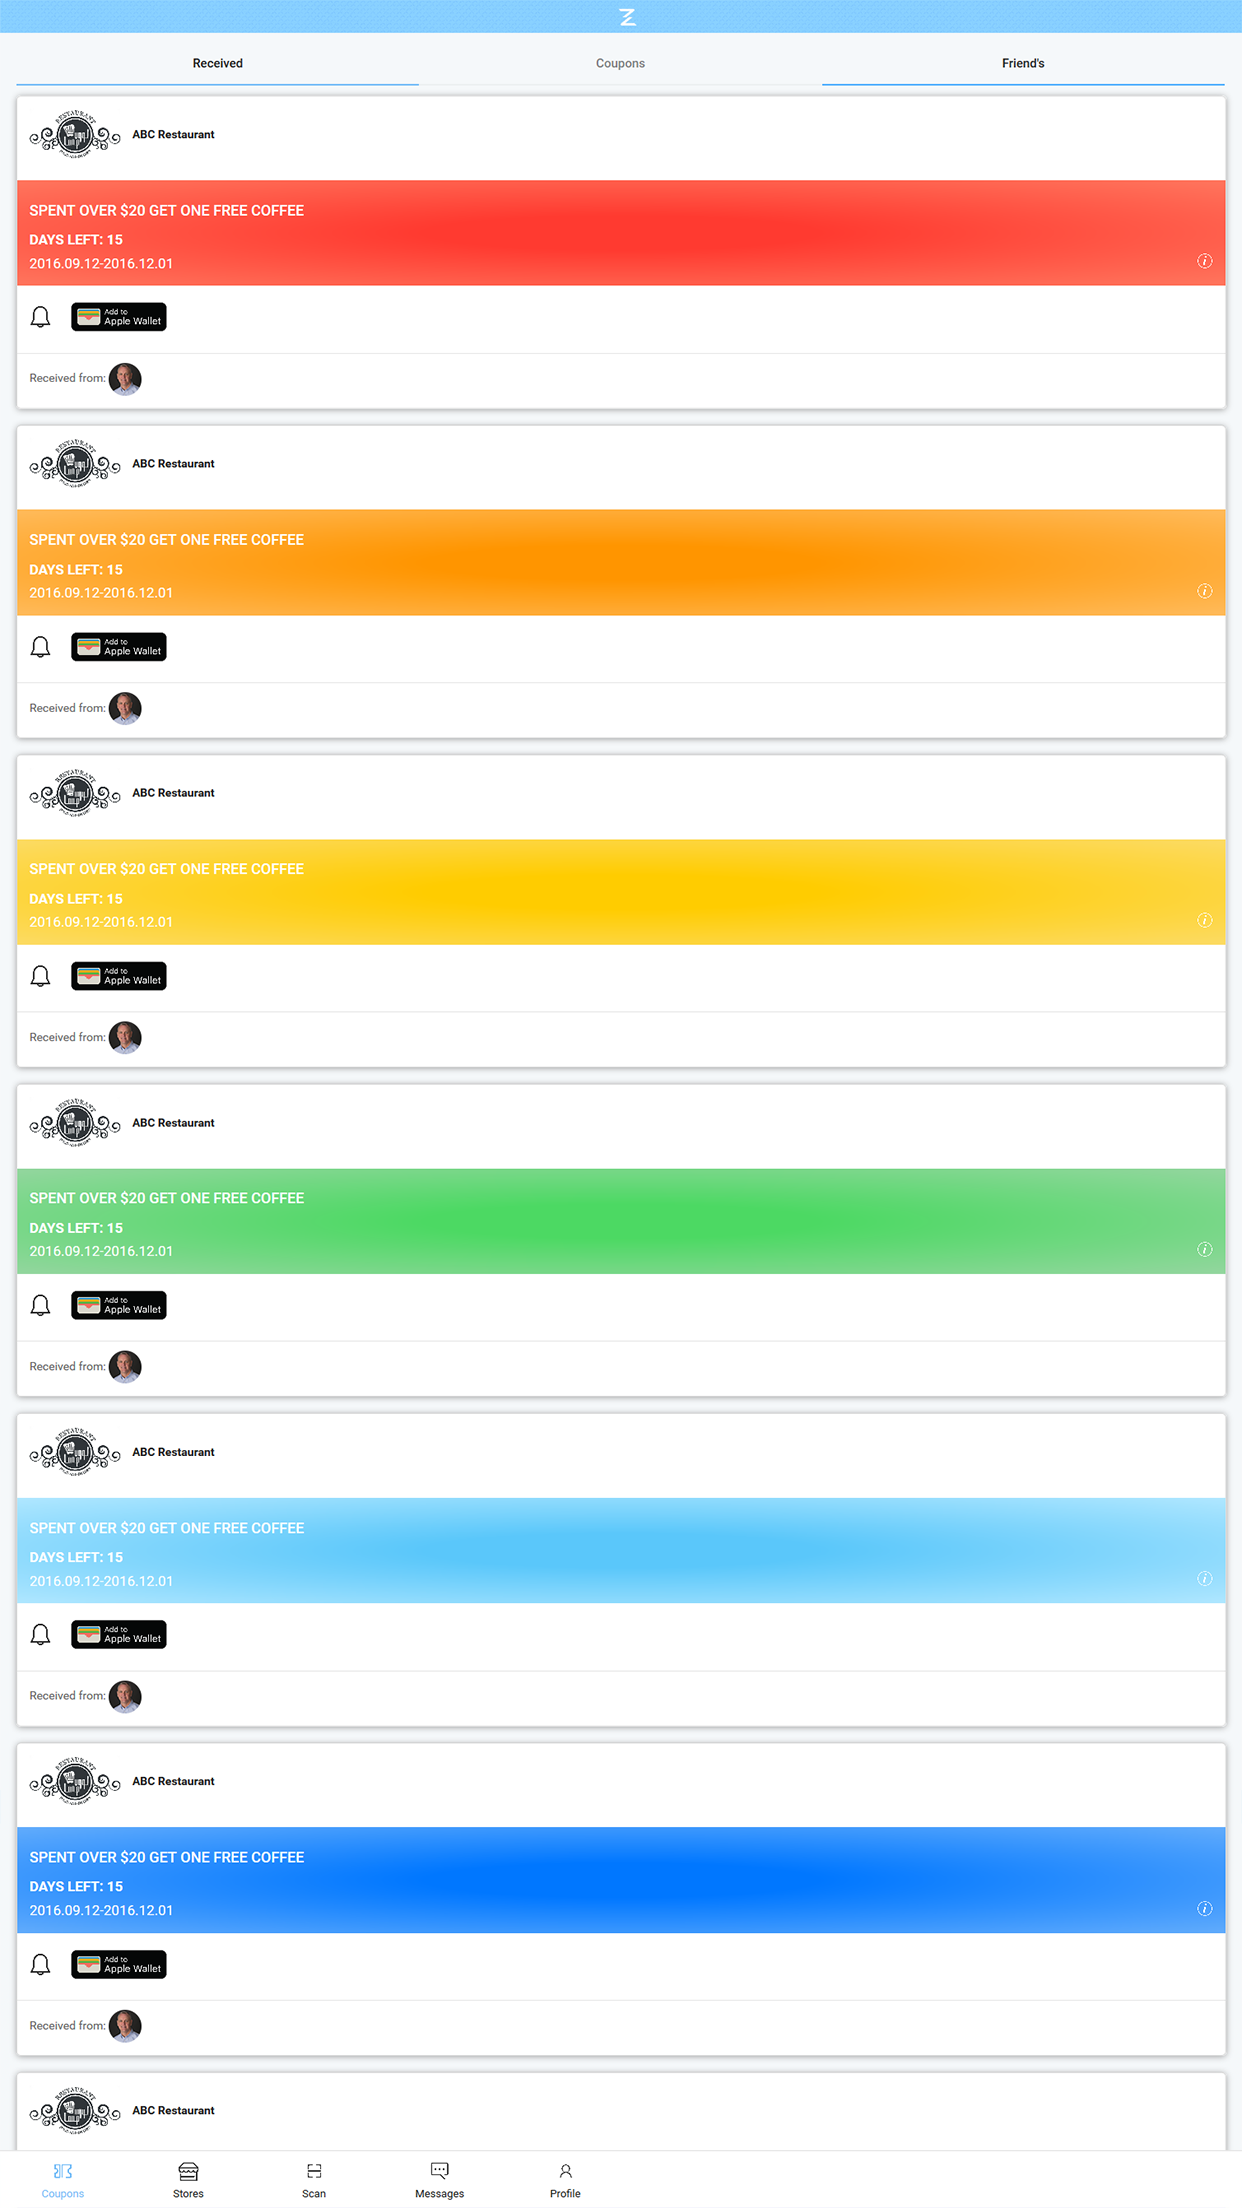 Z
Received
Coupons
Friend's
RESTAURANT
ABC Restaurant
SPENT OVER $20 GET ONE FREE COFFEE
DAYS LEFT: 15
2016.09.12-2016.12.01
Add to
Apple Wallet
Received from:
RESTAURANT
ABC Restaurant
SPENT OVER $20 GET ONE FREE COFFEE
DAYS LEFT: 15
2016.09.12-2016.12.01
Add to
Apple Wallet
Received from:
RESTAURANT
ABC Restaurant
SPENT OVER $20 GET ONE FREE COFFEE
DAYS LEFT: 15
2016.09.12-2016.12.01
Add to
Apple Wallet
Received from:
RESTAURANT
ABC Restaurant
SPENT OVER $20 GET ONE FREE COFFEE
DAYS LEFT: 15
2016.09.12-2016.12.01
Add to
Apple Wallet
Received from:
RESTAURANT
ABC Restaurant
SPENT OVER $20 GET ONE FREE COFFEE
DAYS LEFT: 15
2016.09.12-2016.12.01
Add to
Apple Wallet
Received from:
RESTAURANT
ABC Restaurant
SPENT OVER $20 GET ONE FREE COFFEE
DAYS LEFT: 15
2016.09.12-2016.12.01
Add to
Apple Wallet
Received from:
RESTAURANT
ABC Restaurant
Coupons
Stores
Scan
Messages
Profile